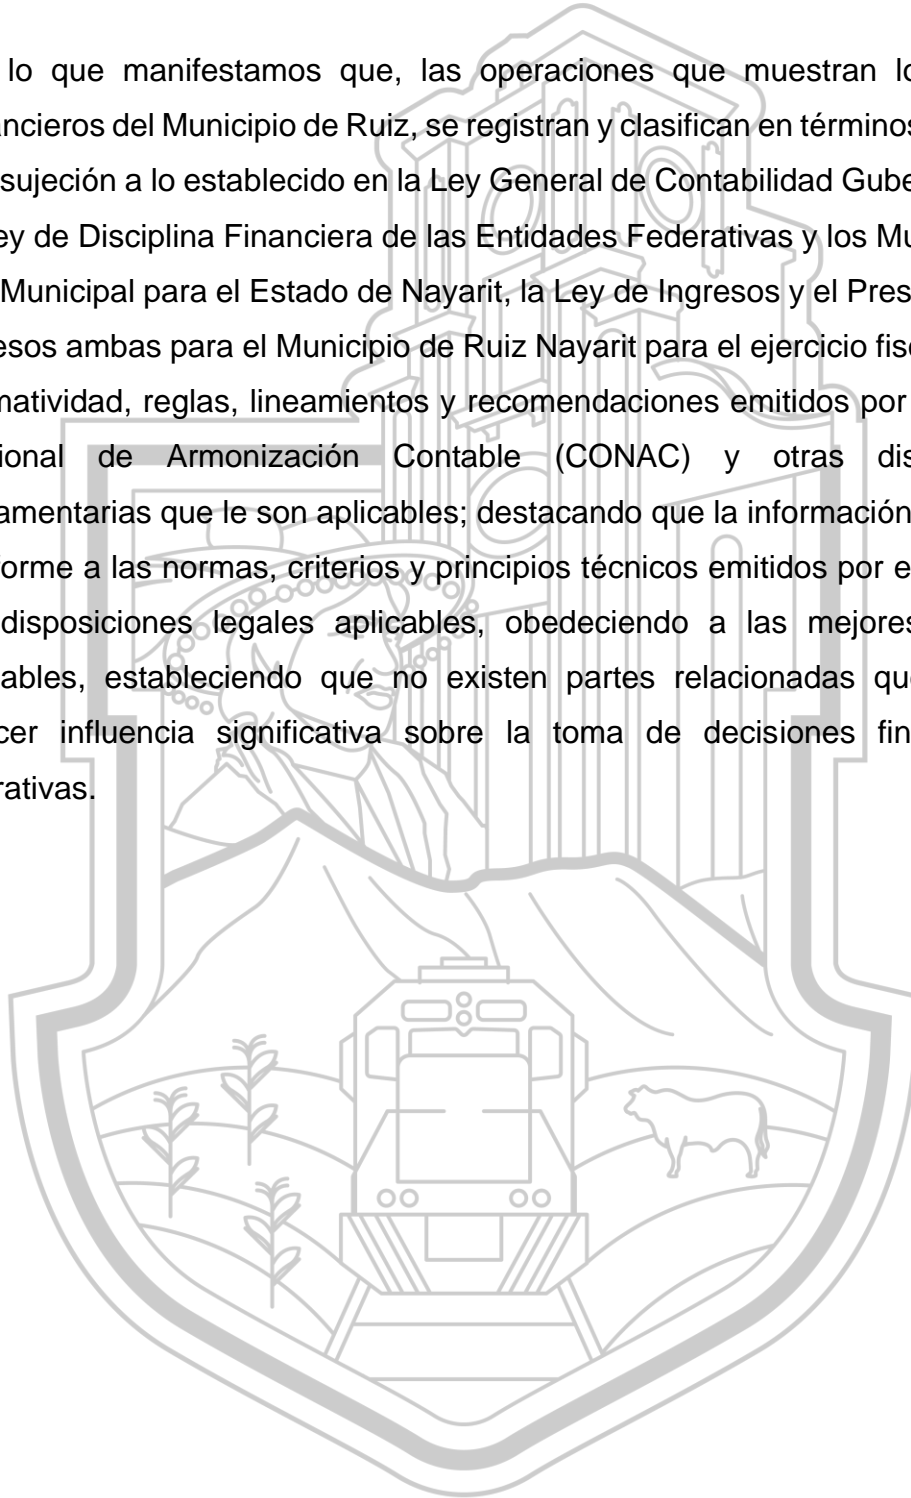 lo que manifestamos que, las operaciones que muestran lo
ancieros del Municipio de Ruiz, se registran y clasifican en términos
sujeción a lo establecido en la Ley General de Contabilidad Gube
ey de Disciplina Financiera de las Entidades Federativas y los Mu
Municipal para el Estado de Nayarit, la Ley de Ingresos y el Pres
esos ambas para el Municipio de Ruiz Nayarit para el ejercicio fisc
matividad, reglas, lineamientos y recomendaciones emitidos por
ional de Armonización Contable (CONAC) y otras dis
amentarias que le son aplicables; destacando que la información
forme a las normas, criterios y principios técnicos emitidos por e
disposiciones legales aplicables, obedeciendo a las mejores
ables, estableciendo que no existen partes relacionadas que
cer influencia significativa sobre la toma de decisiones fin
rativas.